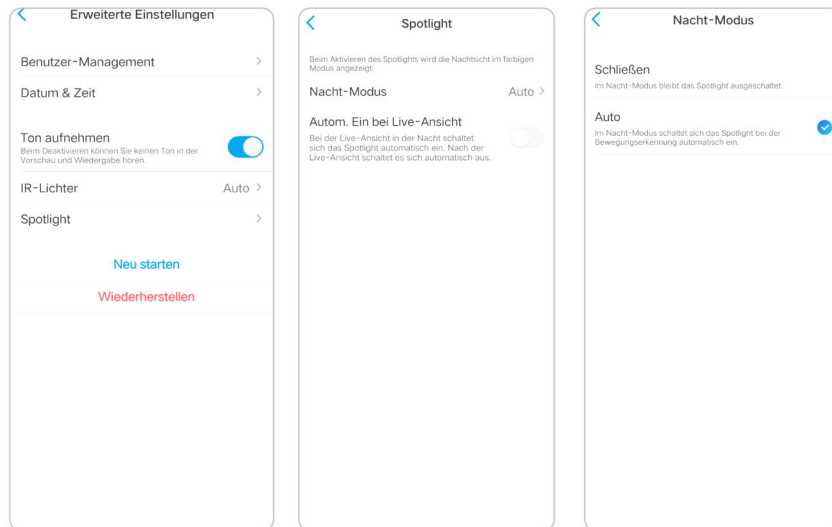 Erweiterte Einstellungen
Benutzer-Management
Datum & Zeit
Ton aufnehmen
Beim Deaktivieren können Sie keinen Ton in der
Vorschau und Wiedergabe hören.
IR-Lichter Auto
Spotlight
Neu starten
Wiederherstellen
Spotlight
Beim Aktivieren des Spotlights wird die Nachtsicht im farbigen
Modus angezeigt.
Nacht-Modus Auto
Autom. Ein bei Live-Ansicht
Bei der Live-Ansicht in der Nacht schaltet
sich das Spotlight automatisch ein. Nach der
Live-Ansicht schaltet es sich automatisch aus.
Nacht-Modus
Schließen
Im Nacht-Modus bleibt das Spotlight ausgeschaltet
Auto
Im Nacht-Modus schaltet sich das Spotlight bei der
Bewegungserkennung automatisch ein.